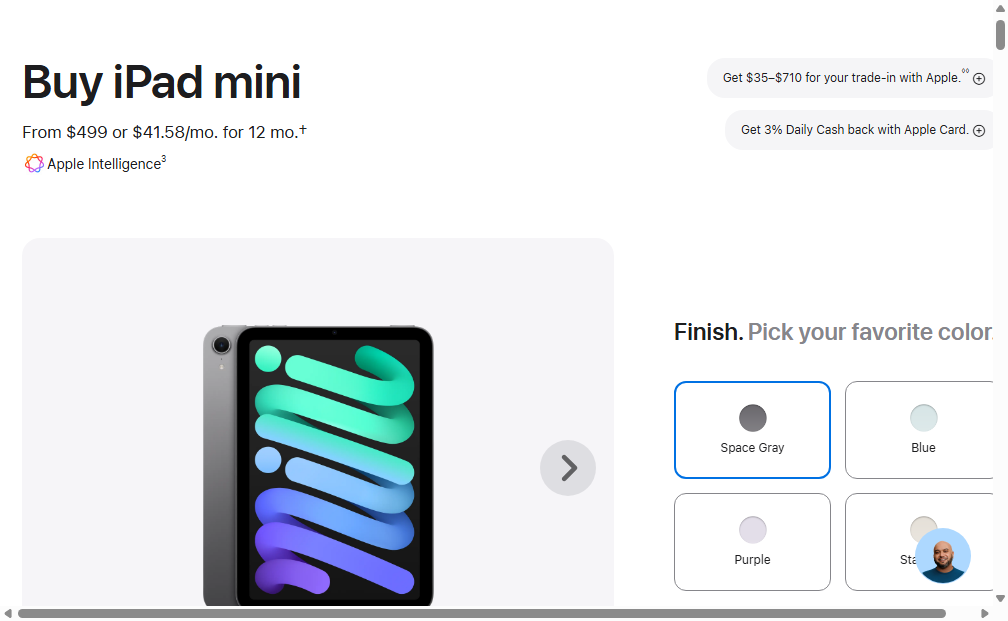 Buy iPad mini
From $499 or $41.58/mo. for 12 mo.†
Apple Intelligence³
Get $35–$710 for your trade-in with Apple.◊◊
Get 3% Daily Cash back with Apple Card.
Finish. Pick your favorite color.
Space Gray
Blue
Purple